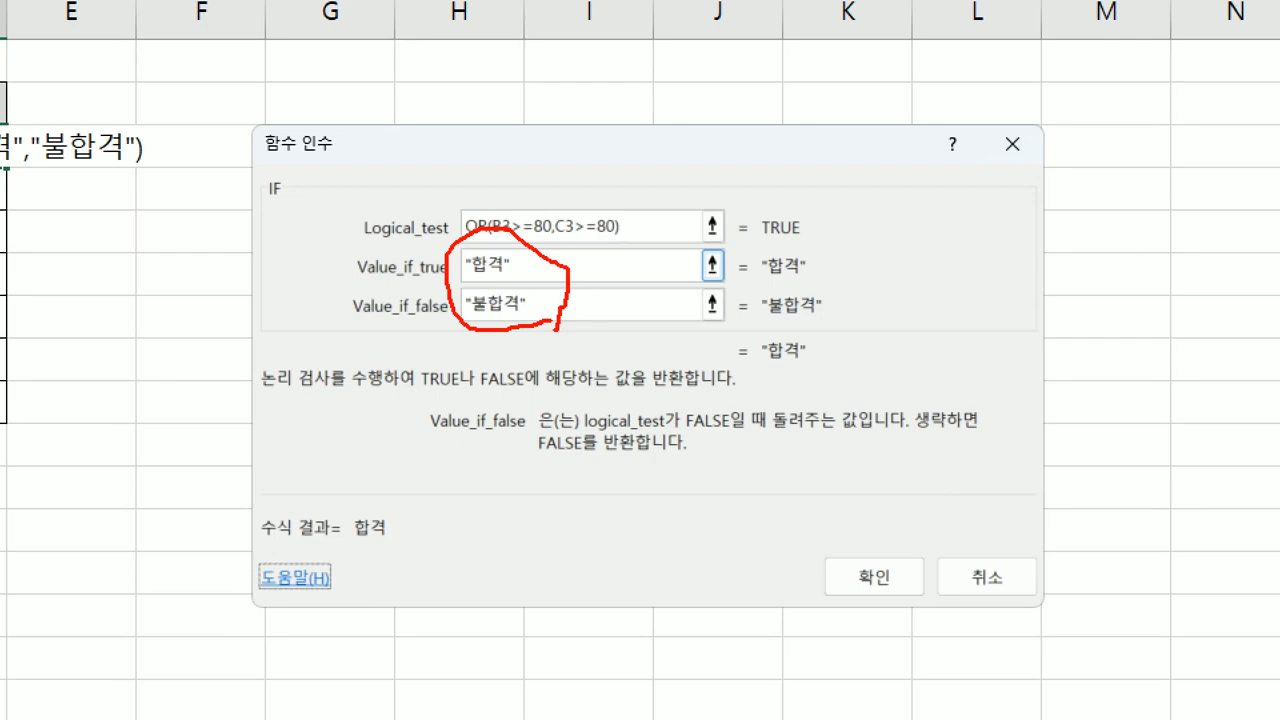 E F G H I J K L M N
격","불합격")
함수 인수 ?
IF
Logical_test OR(B3>=80,C3>=80) = TRUE
Value_if_true "합격" = "합격"
Value_if_false "불합격" = "불합격"
= "합격"
논리 검사를 수행하여 TRUE나 FALSE에 해당하는 값을 반환합니다.
Value_if_false 은(는) logical_test가 FALSE일 때 돌려주는 값입니다. 생략하면
FALSE를 반환합니다.
수식 결과= 합격
도움말(H) 확인 취소